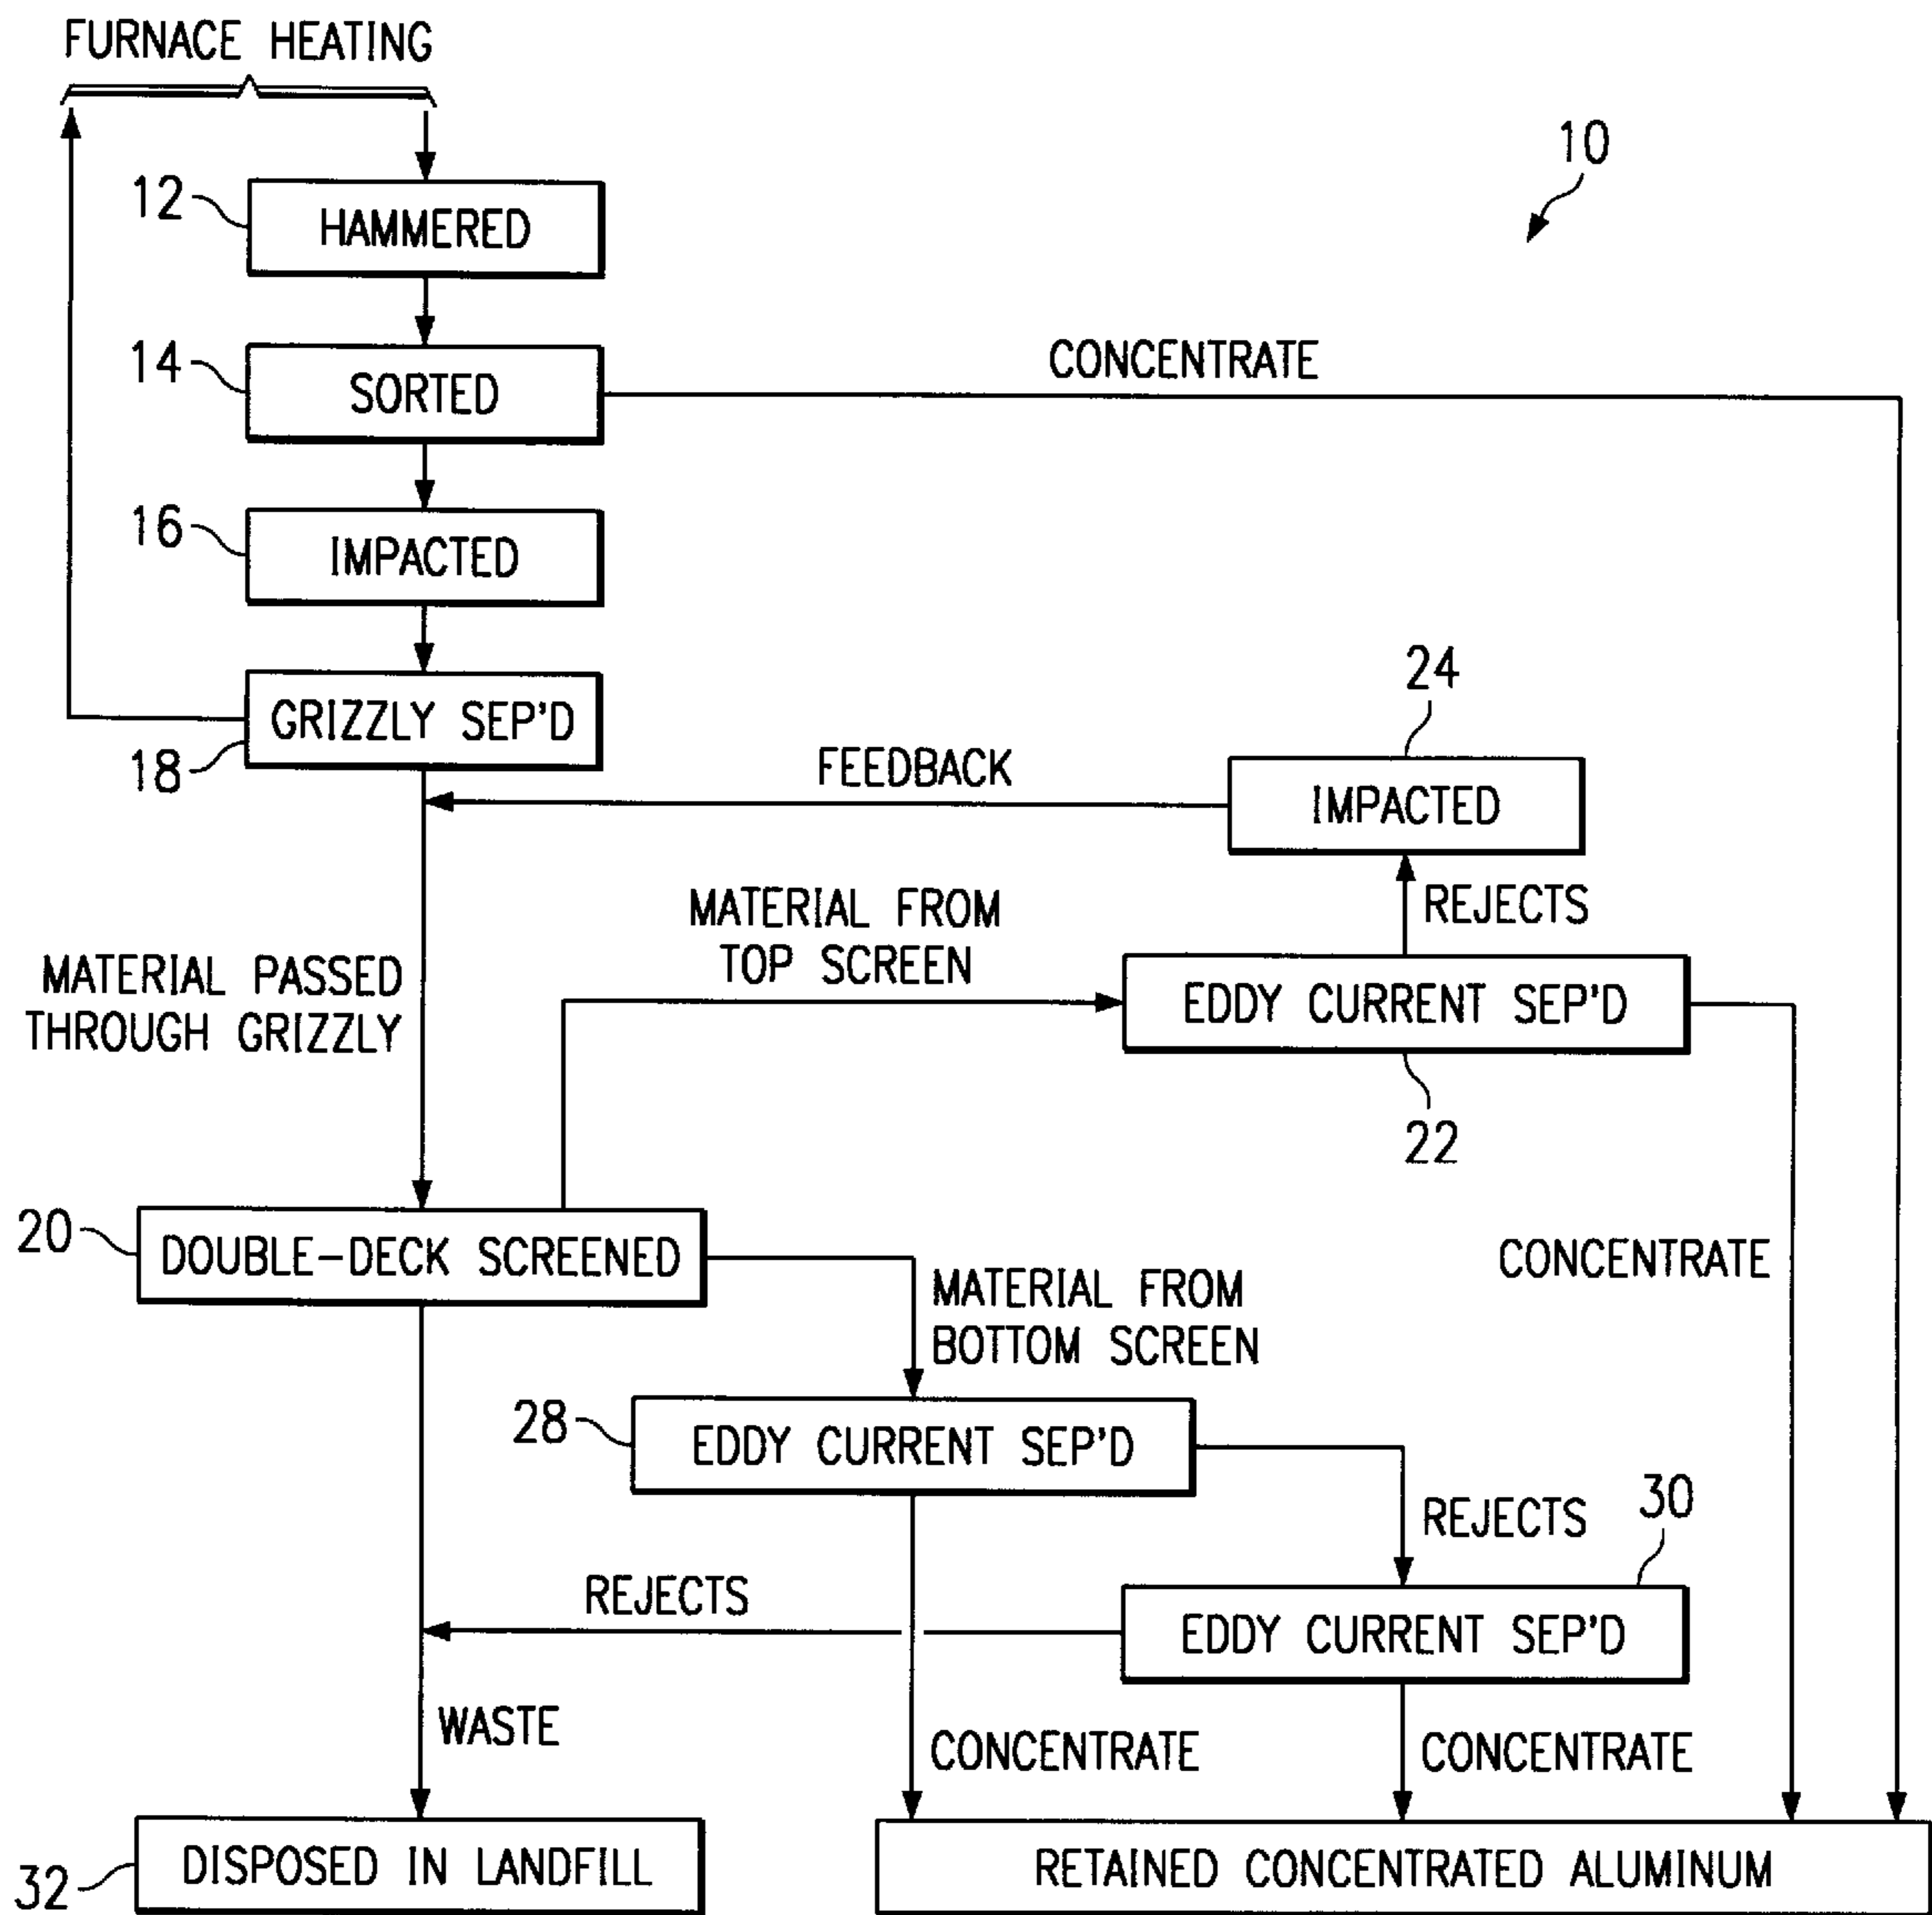 FURNACE HEATING
10
12
HAMMERED
14
SORTED
CONCENTRATE
16
IMPACTED
24
GRIZZLY SEP'D
18
FEEDBACK
IMPACTED
REJECTS
MATERIAL FROM
TOP SCREEN
MATERIAL PASSED
THROUGH GRIZZLY
EDDY CURRENT SEP'D
22
20
DOUBLE-DECK SCREENED
CONCENTRATE
MATERIAL FROM
BOTTOM SCREEN
28
EDDY CURRENT SEP'D
REJECTS
30
REJECTS
EDDY CURRENT SEP'D
WASTE
CONCENTRATE
CONCENTRATE
32
DISPOSED IN LANDFILL
RETAINED CONCENTRATED ALUMINUM